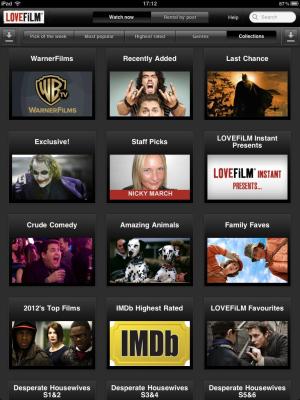 iPad 17:12 87%
LOVEFiLM Watch now Rental by post Help Search
Pick of the week Most popular Highest rated Genres Collections
WarnerFilms Recently Added Last Chance
WB TV
WARNERFILMS
Exclusive! Staff Picks LOVEFiLM Instant
Presents
NICKY MARCH
LOVEFiLM INSTANT
PRESENTS...
Crude Comedy Amazing Animals Family Faves
2012's Top Films IMDb Highest Rated LOVEFiLM Favourites
IMDb
Desperate Housewives
S1&2
Desperate Housewives
S3&4
Desperate Housewives
S5&6